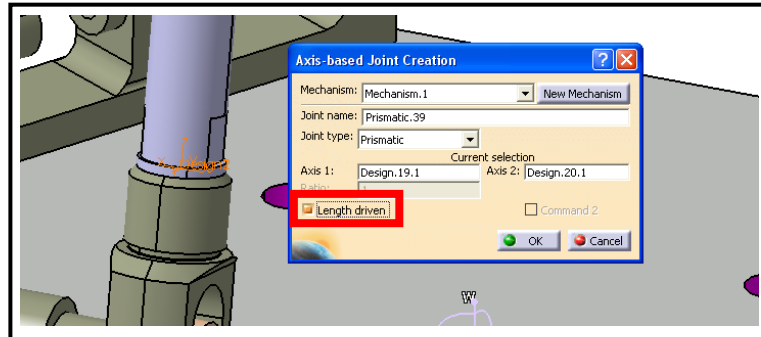 Axis-based Joint Creation
Mechanism: Mechanism.1 New Mechanism
Joint name: Prismatic.39
Joint type: Prismatic
Current selection
Axis 1: Design.19.1 Axis 2: Design.20.1
Ratio: 1
Length driven Command 2
OK Cancel
W